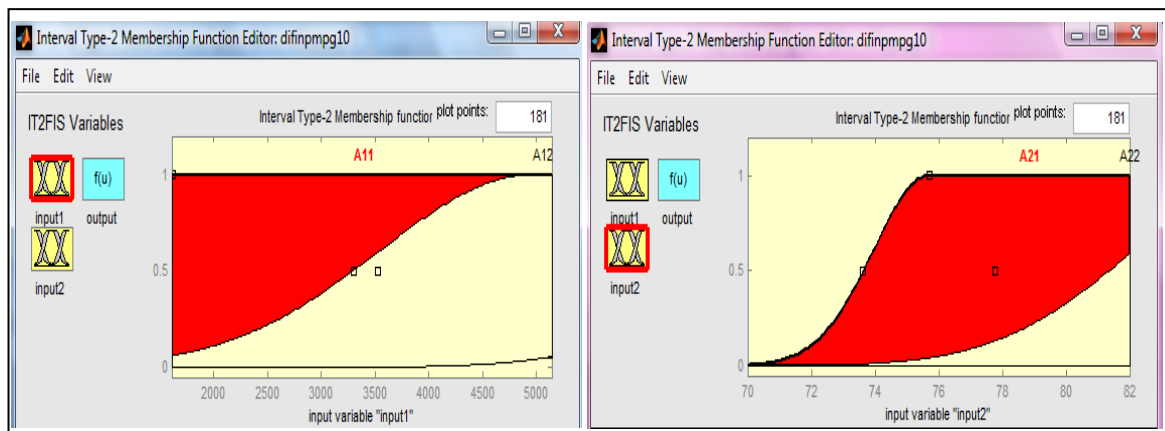 Interval Type-2 Membership Function Editor: difinpmpg10
File Edit View
IT2FIS Variables
Interval Type-2 Membership function plot points: 181
A11 A12
f(u)
input1 output
input2
1
0.5
0
2000 2500 3000 3500 4000 4500 5000
input variable "input1"
Interval Type-2 Membership Function Editor: difinpmpg10
File Edit View
IT2FIS Variables
Interval Type-2 Membership function plot points: 181
A21 A22
f(u)
input1 output
input2
1
0.5
0
70 72 74 76 78 80 82
input variable "input2"